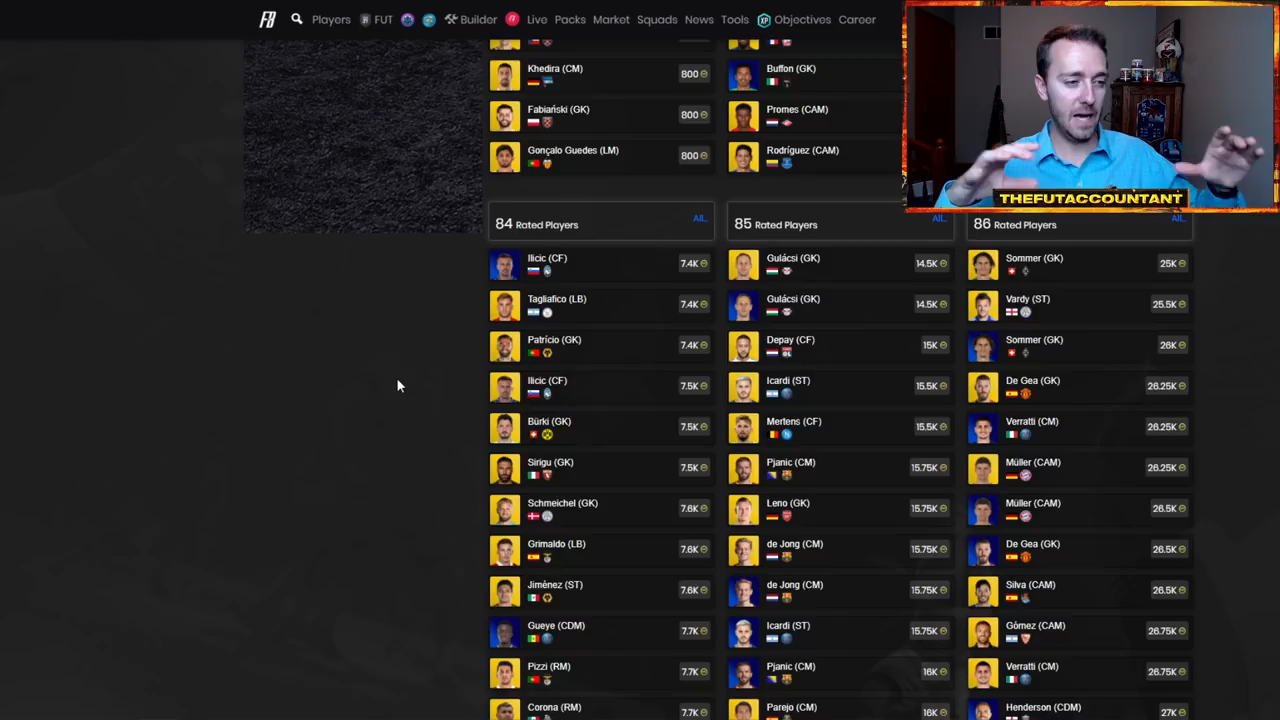 FB Players FUT Builder Live Packs Market Squads News Tools XP Objectives Career
Khedira (CM) 800
Fabiański (GK) 800
Gonçalo Guedes (LM) 800
Buffon (GK)
Promes (CAM)
Rodríguez (CAM)
THEFUTACCOUNTANT
84 Rated Players All..
Ilicic (CF) 7.4K
Tagliafico (LB) 7.4K
Patrício (GK) 7.4K
Ilicic (CF) 7.5K
Bürki (GK) 7.5K
Sirigu (GK) 7.5K
Schmeichel (GK) 7.6K
Grimaldo (LB) 7.6K
Jiménez (ST) 7.6K
Gueye (CDM) 7.7K
Pizzi (RM) 7.7K
Corona (RM) 7.7K
85 Rated Players All..
Gulácsi (GK) 14.5K
Gulácsi (GK) 14.5K
Depay (CF) 15K
Icardi (ST) 15.5K
Mertens (CF) 15.5K
Pjanic (CM) 15.75K
Leno (GK) 15.75K
de Jong (CM) 15.75K
de Jong (CM) 15.75K
Icardi (ST) 15.75K
Pjanic (CM) 16K
Parejo (CM) 16K
86 Rated Players All..
Sommer (GK) 25K
Vardy (ST) 25.5K
Sommer (GK) 26K
De Gea (GK) 26.25K
Verratti (CM) 26.25K
Müller (CAM) 26.25K
Müller (CAM) 26.5K
De Gea (GK) 26.5K
Silva (CAM) 26.5K
Gómez (CAM) 26.75K
Verratti (CM) 26.75K
Henderson (CDM) 27K